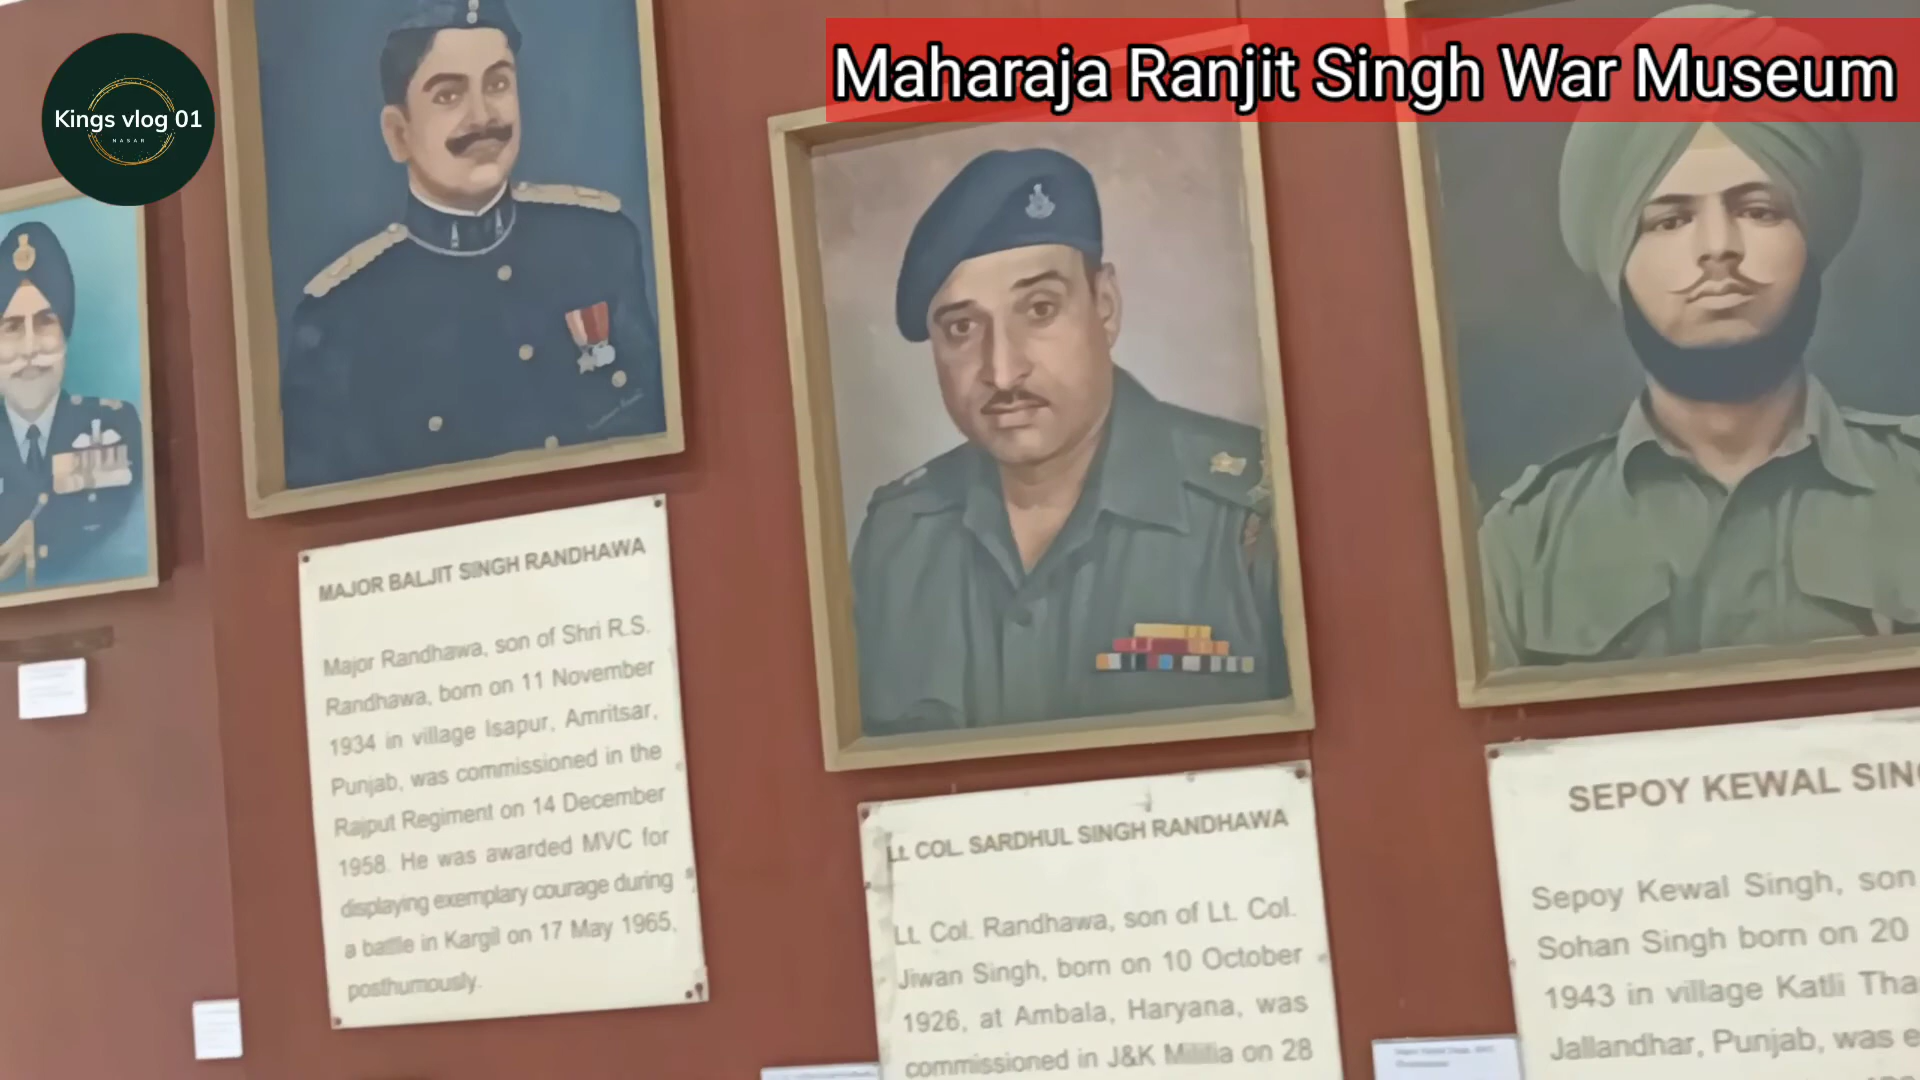 Kings vlog 01
NASAR
Maharaja Ranjit Singh War Museum
MAJOR BALJIT SINGH RANDHAWA
Major Randhawa, son of Shri R.S.
Randhawa, born on 11 November
1934 in village Isapur, Amritsar,
Punjab, was commissioned in the
Rajput Regiment on 14 December
1958. He was awarded MVC for
displaying exemplary courage during
a battle in Kargil on 17 May 1965,
posthumously.
Lt. COL. SARDHUL SINGH RANDHAWA
Lt. Col. Randhawa, son of Lt. Col.
Jiwan Singh, born on 10 October
1926, at Ambala, Haryana, was
commissioned in J&K Militia on 28
SEPOY KEWAL SING
Sepoy Kewal Singh, son
Sohan Singh born on 20
1943 in village Katli Tha
Jallandhar, Punjab, was e